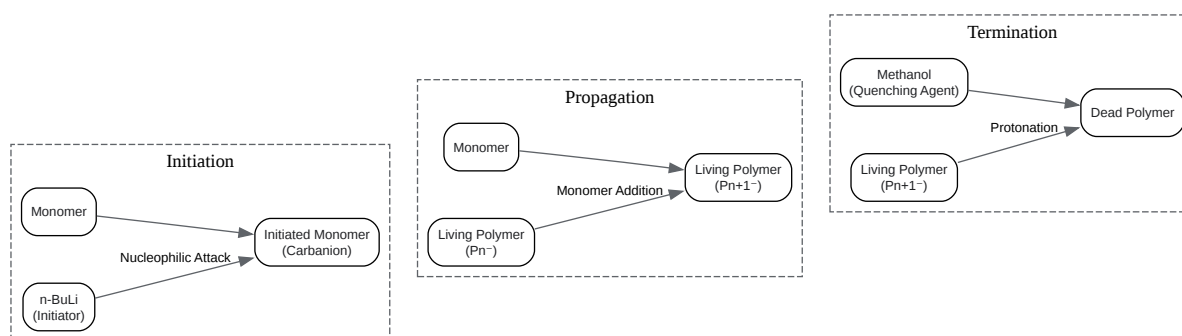 Initiation
Monomer
Initiated Monomer
(Carbanion)
Nucleophilic Attack
n-BuLi
(Initiator)
Propagation
Monomer
Living Polymer
(Pn+1⁻)
Monomer Addition
Living Polymer
(Pn⁻)
Termination
Methanol
(Quenching Agent)
Dead Polymer
Protonation
Living Polymer
(Pn+1⁻)